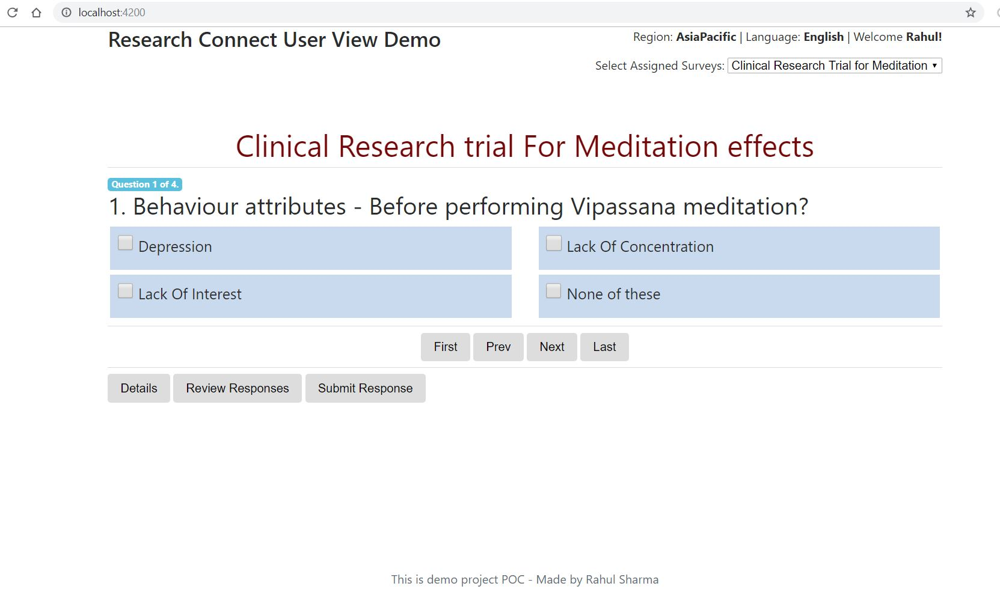 localhost:4200
Research Connect User View Demo
Region: AsiaPacific | Language: English | Welcome Rahul!
Select Assigned Surveys: Clinical Research Trial for Meditation
Clinical Research trial For Meditation effects
Question 1 of 4.
1. Behaviour attributes - Before performing Vipassana meditation?
Depression
Lack Of Concentration
Lack Of Interest
None of these
First Prev Next Last
Details Review Responses Submit Response
This is demo project POC - Made by Rahul Sharma